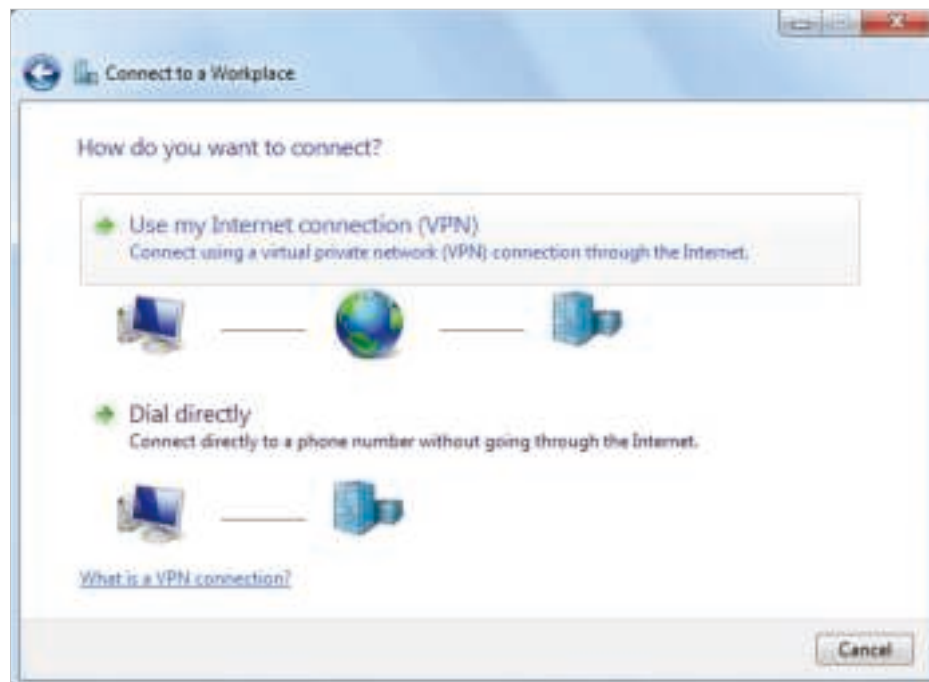 Connect to a Workplace
How do you want to connect?
Use my Internet connection (VPN)
Connect using a virtual private network (VPN) connection through the Internet.
Dial directly
Connect directly to a phone number without going through the Internet.
What is a VPN connection?
Cancel